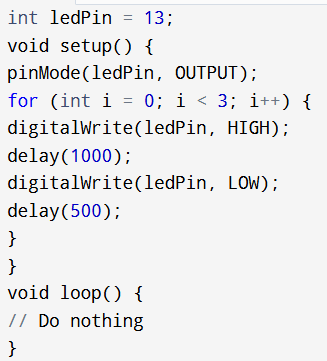 int ledPin = 13;
void setup() {
pinMode(ledPin, OUTPUT);
for (int i = 0; i < 3; i++) {
digitalWrite(ledPin, HIGH);
delay(1000);
digitalWrite(ledPin, LOW);
delay(500);
}
}
void loop() {
// Do nothing
}